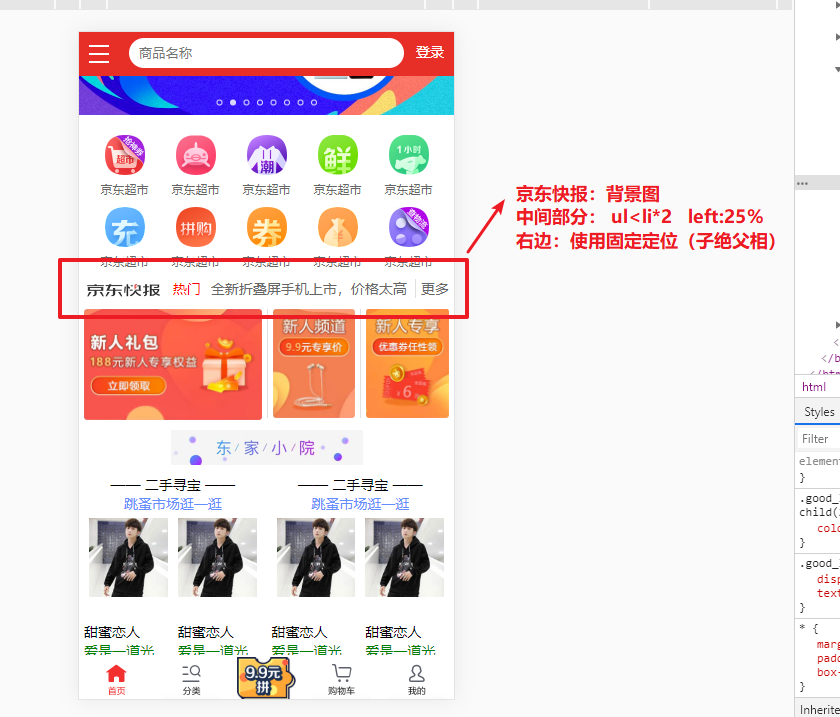 商品名称
登录
抢神券
超市
潮
鲜
1小时
京东超市 京东超市 京东超市 京东超市 京东超市
充
拼购
券
京东超市 京东超市 京东超市 京东超市 京东超市
京东快报 热门 全新折叠屏手机上市，价格太高 更多
京东快报：背景图
中间部分： ul<li*2 left:25%
右边：使用固定定位（子绝父相）
新人礼包
188元新人专享权益
立即领取
新人频道
9.9元专享价
新人专享
优惠券任性领
6
东/家/小/院
—— 二手寻宝 —— —— 二手寻宝 ——
跳蚤市场逛一逛 跳蚤市场逛一逛
甜蜜恋人 甜蜜恋人 甜蜜恋人 甜蜜恋人
爱是一道光 爱是一道光 爱是一道光 爱是一道光
首页
分类
9.9元
拼
购物车
我的
html
Styles
Filter
elemen
}
.good_
child(
colo
}
.good_
disp
text
}
* {
marg
padd
box-
}
Inherite